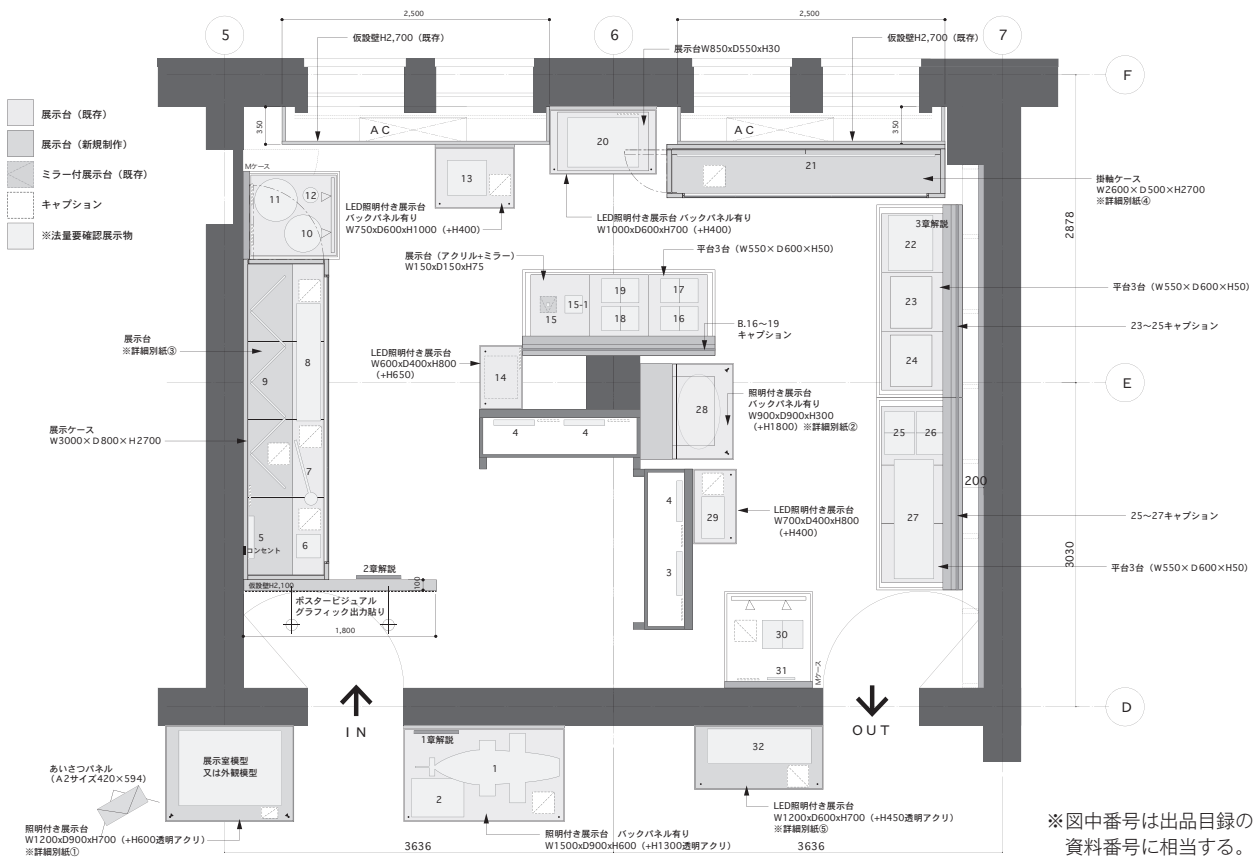 2,500
2,500
5
6
7
仮設壁H2,700（既存）
仮設壁H2,700（既存）
展示台W850xD550xH30
F
展示台（既存）
展示台（新規制作）
ミラー付展示台（既存）
キャプション
※法量要確認展示物
350
AC
20
AC
350
Mケース
11
12
10
13
21
掛軸ケース
W2600×D500×H2700
※詳細別紙④
LED照明付き展示台
バックパネル有り
W750xD600xH1000（+H400）
LED照明付き展示台 バックパネル有り
W1000xD600xH700（+H400）
2878
3章解説
22
展示台（アクリル+ミラー）
W150xD150xH75
平台3台（W550×D600×H50）
平台3台（W550×D600×H50）
15
15-1
19
17
18
16
23
23～25キャプション
B.16～19
キャプション
24
展示台
※詳細別紙③
9
8
LED照明付き展示台
W600xD400xH800
（+H650）
14
E
28
照明付き展示台
バックパネル有り
W900xD900xH300
（+H1800）※詳細別紙②
4
4
25
26
展示ケース
W3000×D800×H2700
7
200
4
29
LED照明付き展示台
W700xD400xH800
（+H400）
27
25～27キャプション
5
コンセント
6
3
3030
平台3台（W550×D600×H50）
2章解説
仮設壁H2,100
100
ポスタービジュアル
グラフィック出力貼り
1,800
30
31
Mケース
IN
OUT
D
展示室模型
又は外観模型
1章解説
1
2
32
あいさつパネル
（A2サイズ420×594）
照明付き展示台
W1200xD900xH700（+H600透明アクリ）
※詳細別紙①
照明付き展示台　バックパネル有り
W1500xD900xH600（+H1300透明アクリ）
LED照明付き展示台
W1200xD600xH700（+H450透明アクリ）
※詳細別紙⑤
3636
3636
※図中番号は出品目録の
資料番号に相当する。